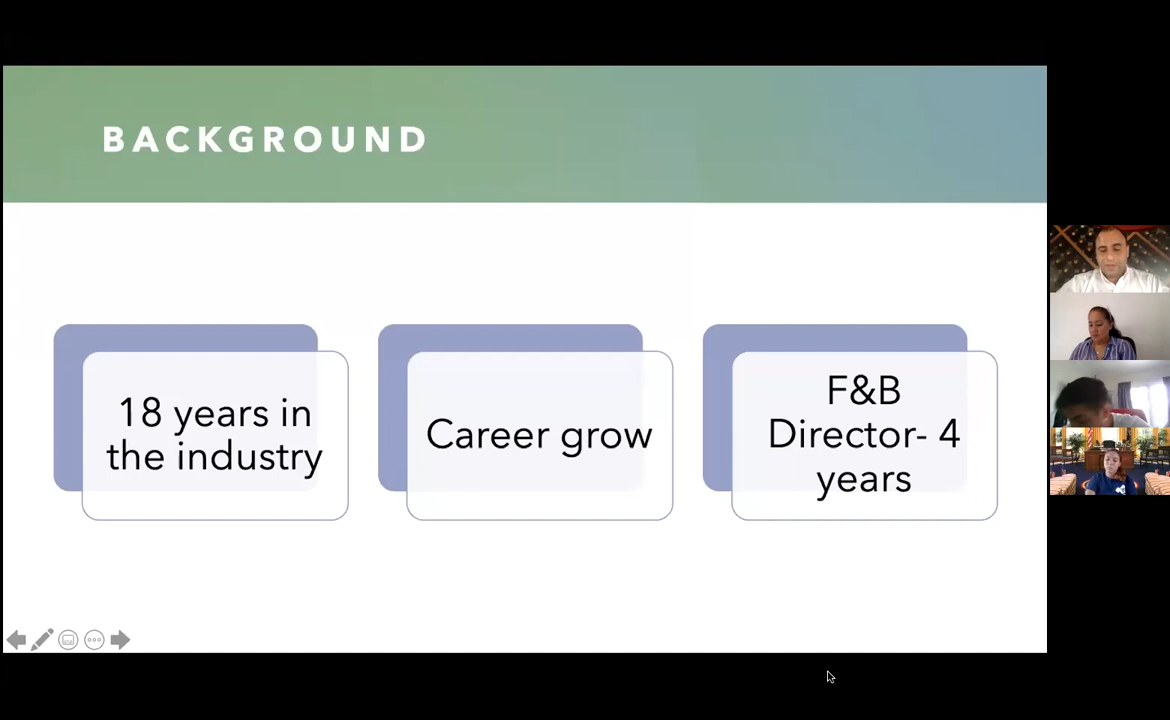 BACKGROUND
18 years in
the industry
Career grow
F&B
Director- 4
years